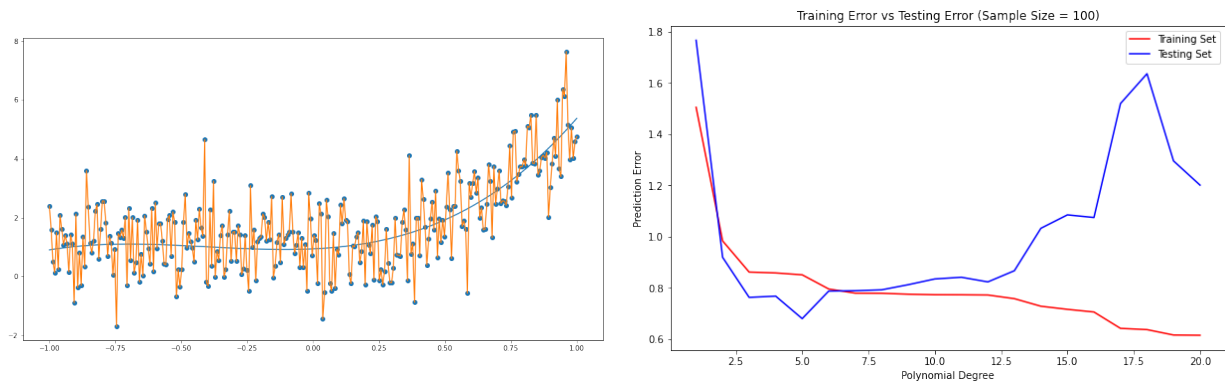 8
6
4
2
0
−2
−1.00 −0.75 −0.50 −0.25 0.00 0.25 0.50 0.75 1.00
Training Error vs Testing Error (Sample Size = 100)
Training Set
Testing Set
Prediction Error
1.8
1.6
1.4
1.2
1.0
0.8
0.6
2.5 5.0 7.5 10.0 12.5 15.0 17.5 20.0
Polynomial Degree